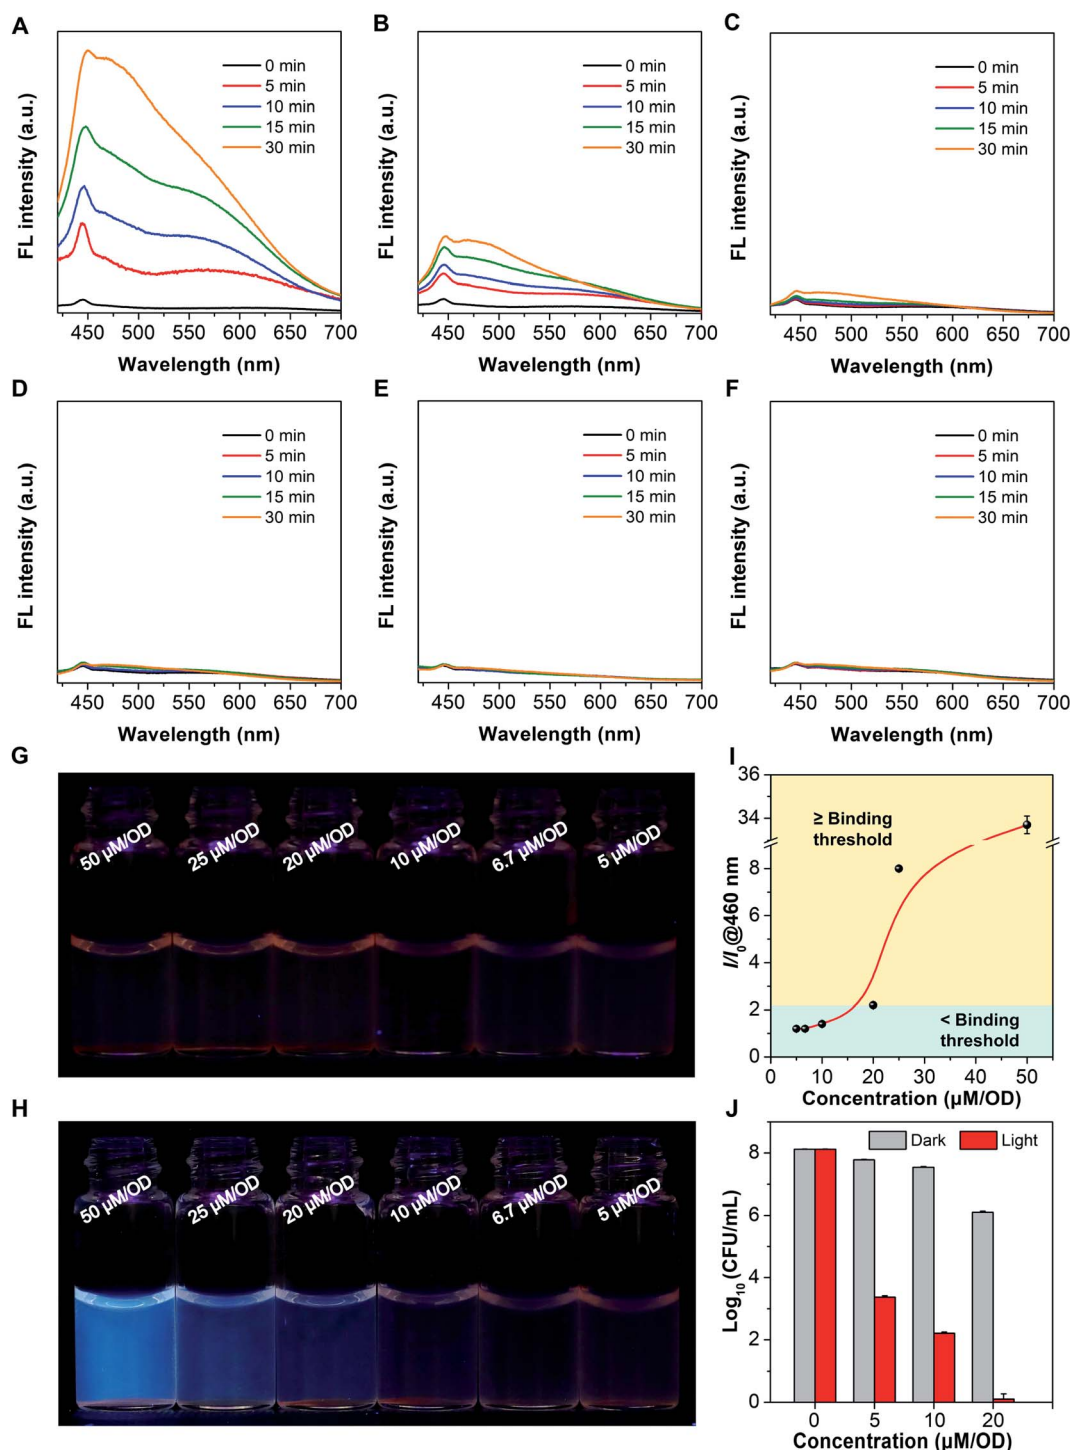 A
FL intensity (a.u.)
0 min
5 min
10 min
15 min
30 min
450 500 550 600 650 700
Wavelength (nm)
B
FL intensity (a.u.)
0 min
5 min
10 min
15 min
30 min
450 500 550 600 650 700
Wavelength (nm)
C
FL intensity (a.u.)
0 min
5 min
10 min
15 min
30 min
450 500 550 600 650 700
Wavelength (nm)
D
FL intensity (a.u.)
0 min
5 min
10 min
15 min
30 min
450 500 550 600 650 700
Wavelength (nm)
E
FL intensity (a.u.)
0 min
5 min
10 min
15 min
30 min
450 500 550 600 650 700
Wavelength (nm)
F
FL intensity (a.u.)
0 min
5 min
10 min
15 min
30 min
450 500 550 600 650 700
Wavelength (nm)
G
50 µM/OD
25 µM/OD
20 µM/OD
10 µM/OD
6.7 µM/OD
5 µM/OD
H
50 µM/OD
25 µM/OD
20 µM/OD
10 µM/OD
6.7 µM/OD
5 µM/OD
I
I/I₀@460 nm
36
34
8
6
4
2
0
≥ Binding
threshold
< Binding
threshold
0 10 20 30 40 50
Concentration (µM/OD)
J
Log₁₀ (CFU/mL)
8
6
4
2
0
Dark Light
0 5 10 20
Concentration (µM/OD)